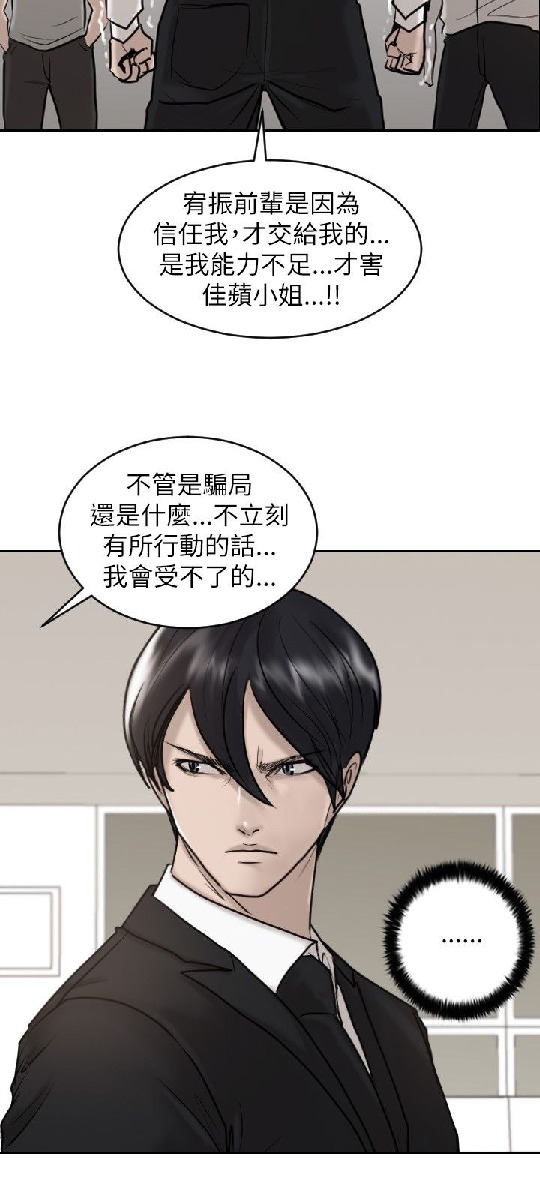 宥振前輩是因為
信任我,才交給我的...
是我能力不足...才害
佳蘋小姐...!!
不管是騙局
還是什麼...不立刻
有所行動的話...
我會受不了的...
......